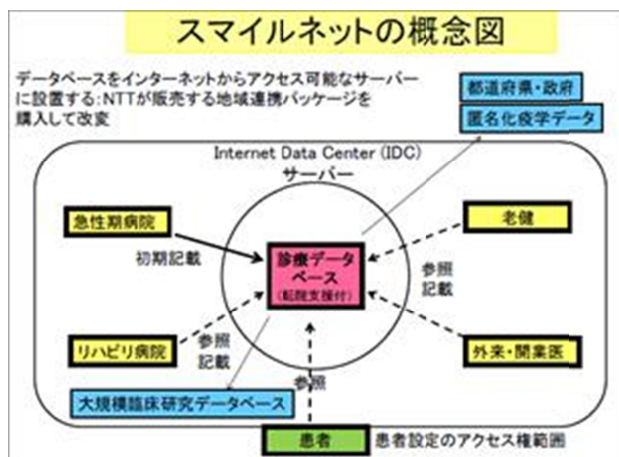 スマイルネットの概念図
データベースをインターネットからアクセス可能なサーバー
に設置する：NTTが販売する地域連携パッケージを
購入して改変
都道府県・政府
匿名化疫学データ
Internet Data Center (IDC)
サーバー
急性期病院
初期記載
診療データ
ベース
(転院支援付)
老健
参照
記載
リハビリ病院
参照
記載
外来・開業医
大規模臨床研究データベース
参照
患者
患者設定のアクセス権範囲